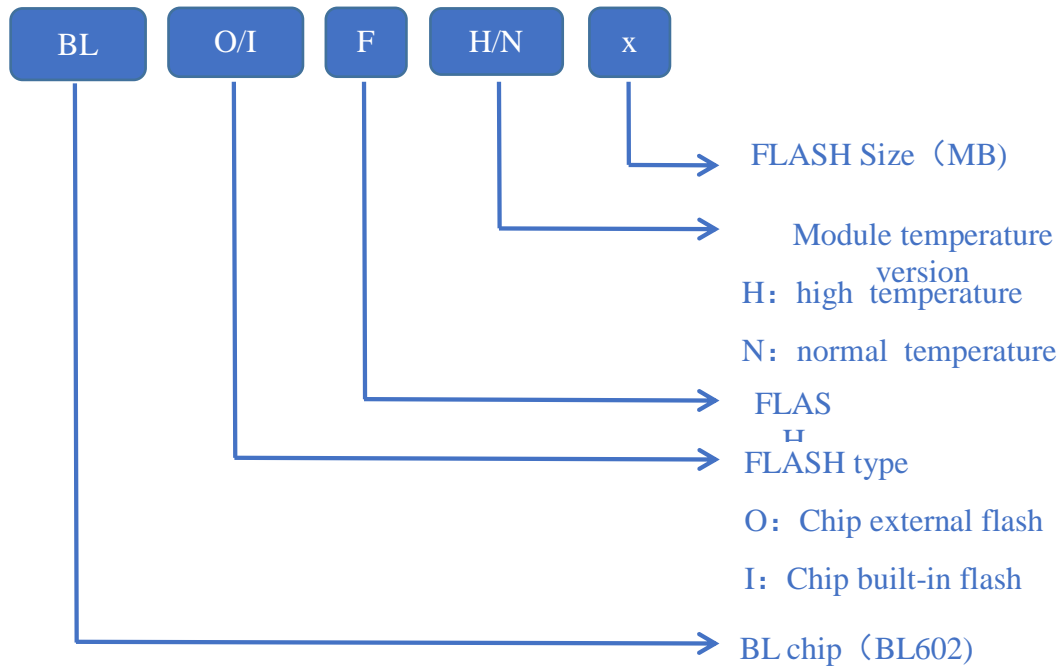 BL O/I F H/N x
FLASH Size（MB)
Module temperature
version
H：high temperature
N：normal temperature
FLAS
H
FLASH type
O：Chip external flash
I：Chip built-in flash
BL chip（BL602)